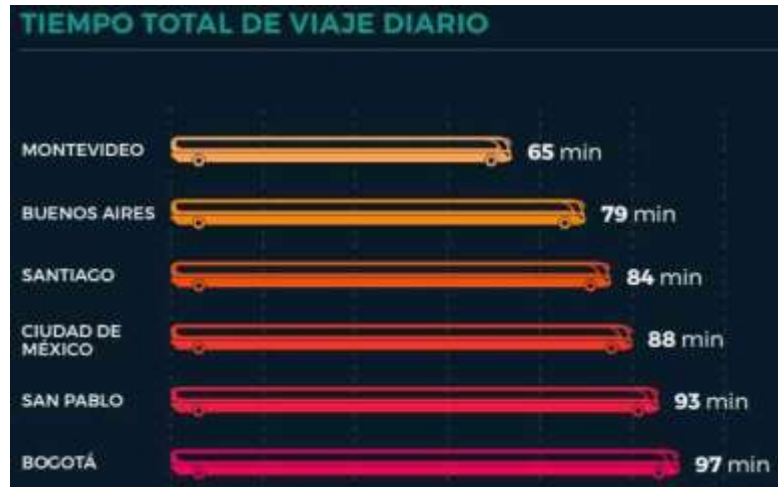 TIEMPO TOTAL DE VIAJE DIARIO
MONTEVIDEO 65 min
BUENOS AIRES 79 min
SANTIAGO 84 min
CIUDAD DE
MÉXICO 88 min
SAN PABLO 93 min
BOGOTÁ 97 min